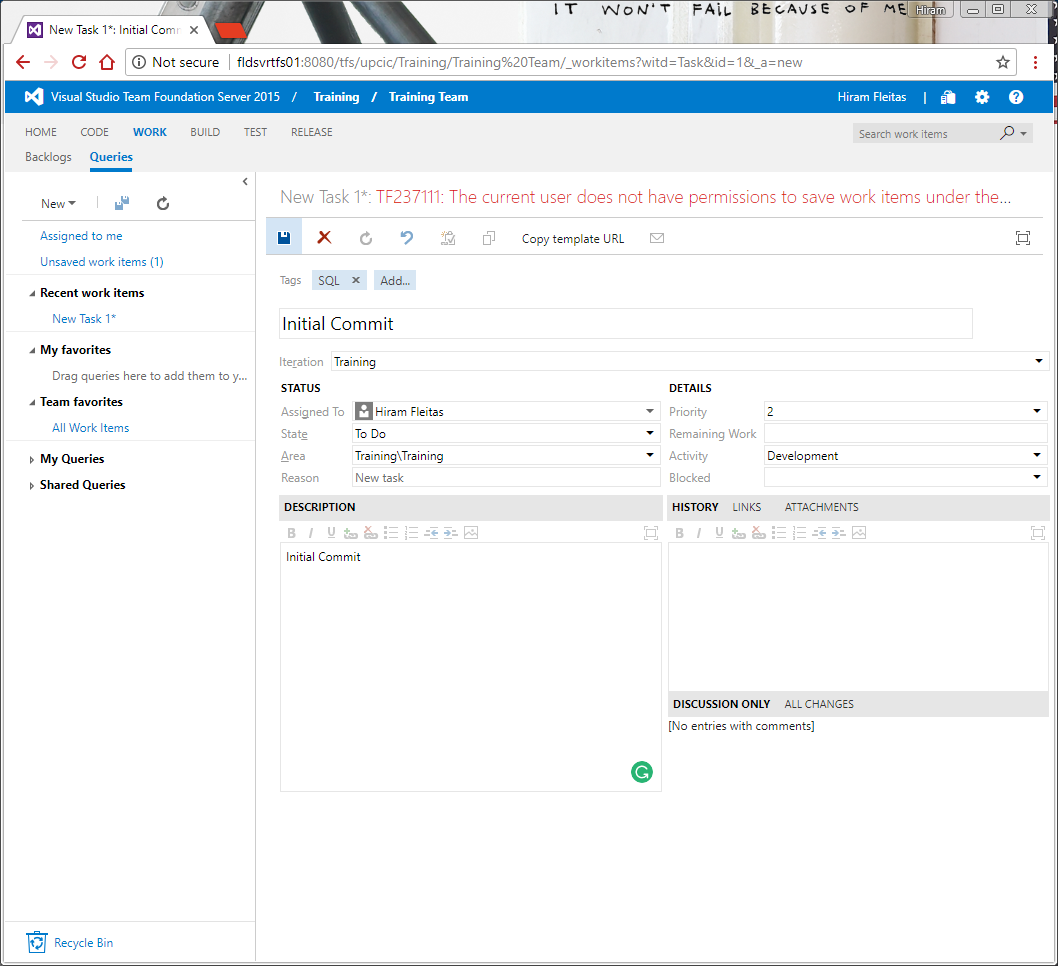 IT WON'T FAIL BECAUSE OF ME
Hiram
New Task 1*: Initial Comm
Not secure fldsvrtfs01:8080/tfs/upcic/Training/Training%20Team/_workitems?witd=Task&id=1&_a=new
Visual Studio Team Foundation Server 2015 / Training / Training Team
Hiram Fleitas
HOME CODE WORK BUILD TEST RELEASE
Search work items
Backlogs Queries
New
Assigned to me
Unsaved work items (1)
Recent work items
New Task 1*
My favorites
Drag queries here to add them to y...
Team favorites
All Work Items
My Queries
Shared Queries
Recycle Bin
New Task 1*: TF237111: The current user does not have permissions to save work items under the...
Copy template URL
Tags SQL Add...
Initial Commit
Iteration Training
STATUS
Assigned To Hiram Fleitas
State To Do
Area Training\Training
Reason New task
DETAILS
Priority 2
Remaining Work
Activity Development
Blocked
DESCRIPTION
B I U
Initial Commit
HISTORY LINKS ATTACHMENTS
B I U
DISCUSSION ONLY ALL CHANGES
[No entries with comments]